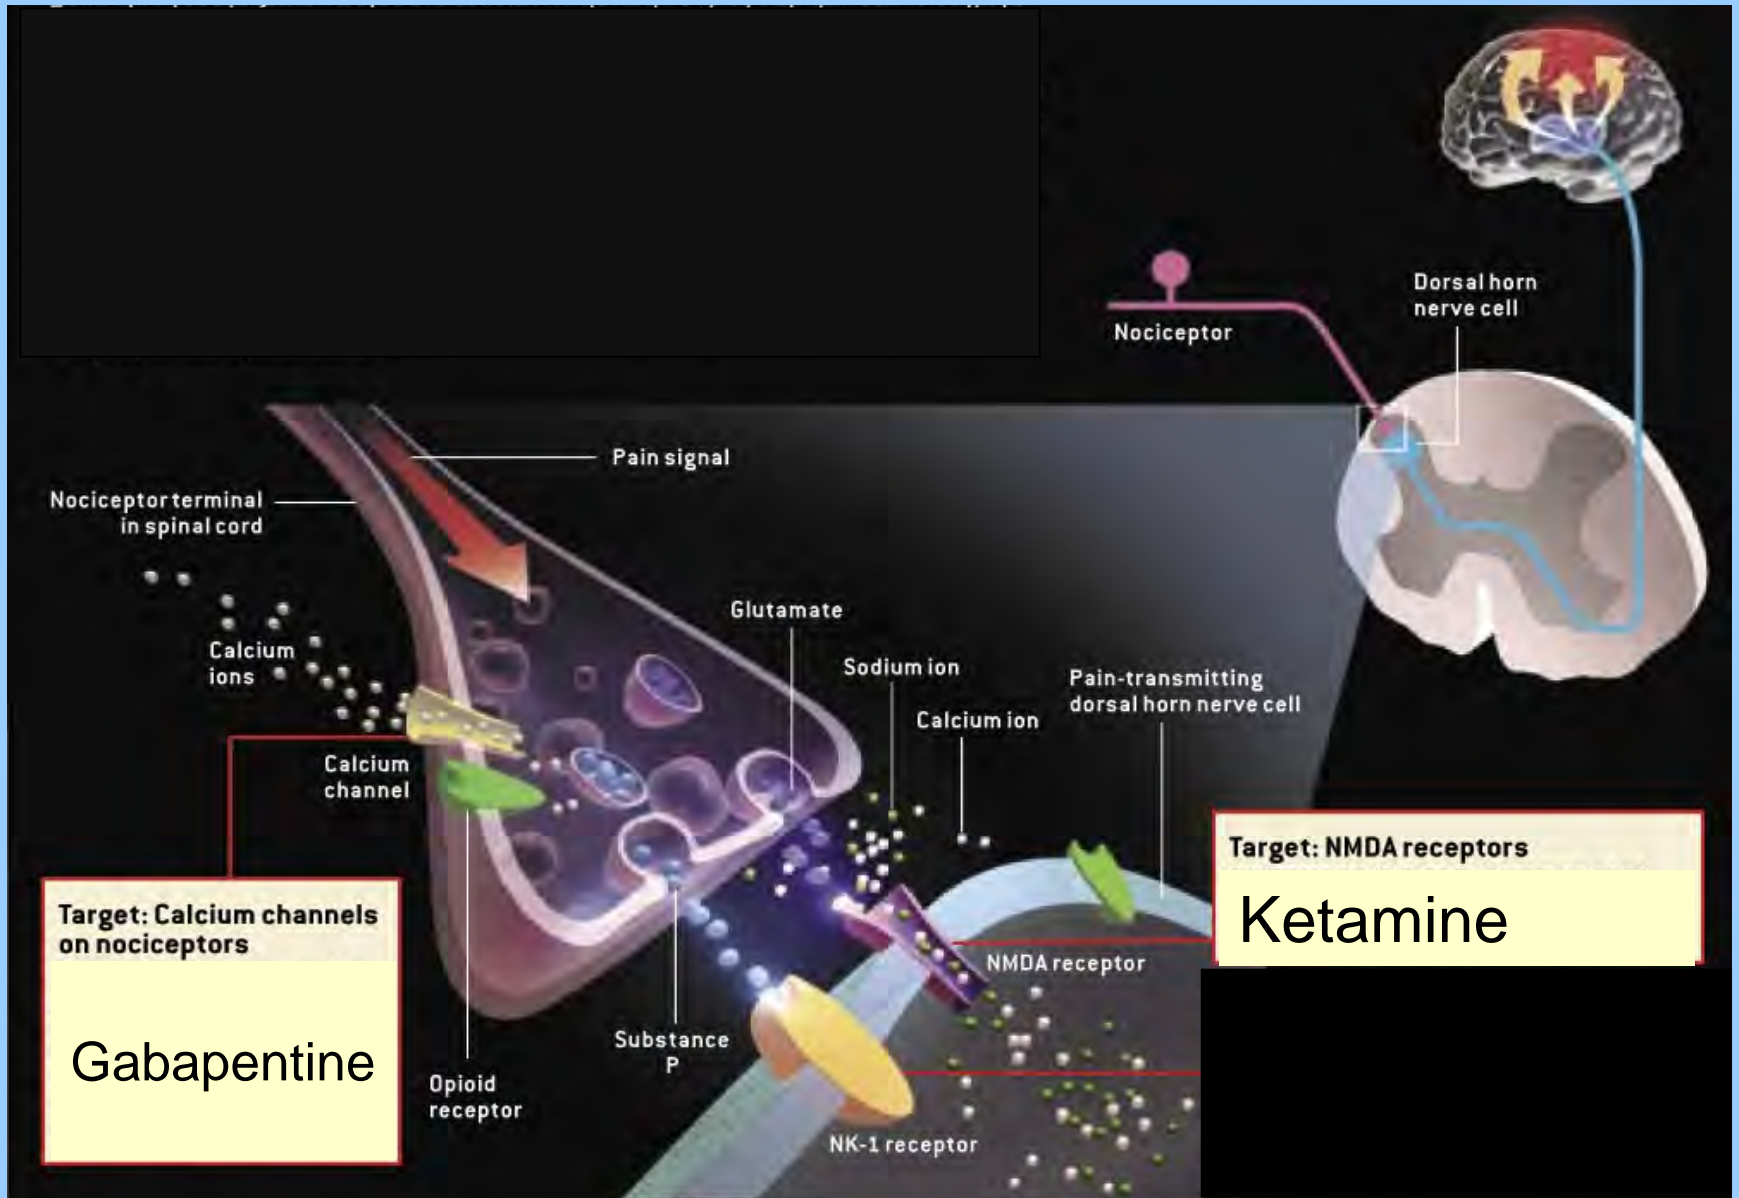 Nociceptor
Dorsal horn
nerve cell
Pain signal
Nociceptor terminal
in spinal cord
Glutamate
Calcium
ions
Sodium ion
Calcium ion
Pain-transmitting
dorsal horn nerve cell
Calcium
channel
Target: NMDA receptors
Ketamine
Target: Calcium channels
on nociceptors
Gabapentine
NMDA receptor
Substance
P
Opioid
receptor
NK-1 receptor